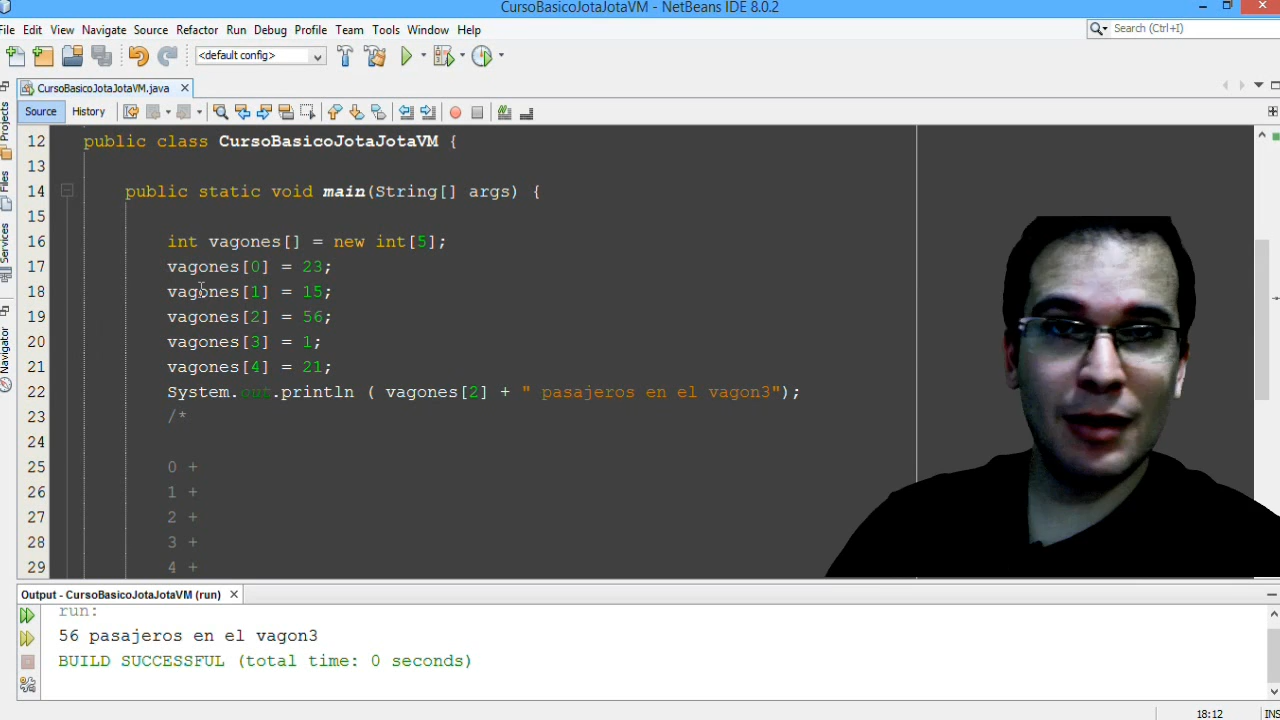 CursoBasicoJotaJotaVM - NetBeans IDE 8.0.2
File Edit View Navigate Source Refactor Run Debug Profile Team Tools Window Help
Search (Ctrl+I)
<default config>
CursoBasicoJotaJotaVM.java
Source History
Projects
Files
Services
Navigator
12 public class CursoBasicoJotaJotaVM {
13
14 public static void main(String[] args) {
15
16 int vagones[] = new int[5];
17 vagones[0] = 23;
18 vagones[1] = 15;
19 vagones[2] = 56;
20 vagones[3] = 1;
21 vagones[4] = 21;
22 System.out.println ( vagones[2] + " pasajeros en el vagon3");
23 /*
24
25 0 +
26 1 +
27 2 +
28 3 +
29 4 +
Output - CursoBasicoJotaJotaVM (run)
run:
56 pasajeros en el vagon3
BUILD SUCCESSFUL (total time: 0 seconds)
18:12 INS